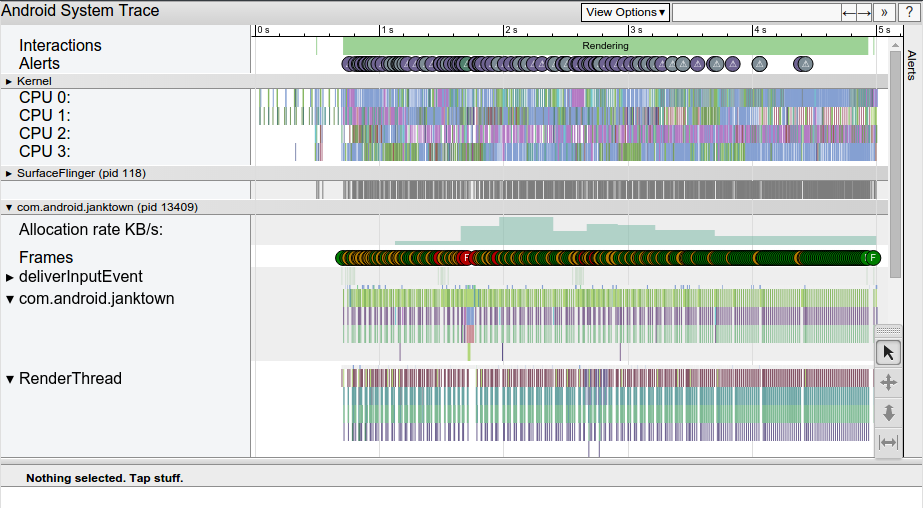 Android System Trace
View Options▾
←
→
»
?
0 s
1 s
2 s
3 s
4 s
5 s
Interactions
Rendering
Alerts
Alerts
▸ Kernel
CPU 0:
CPU 1:
CPU 2:
CPU 3:
▸ SurfaceFlinger (pid 118)
▾ com.android.janktown (pid 13409)
Allocation rate KB/s:
Frames
F
F
▸ deliverInputEvent
▾ com.android.janktown
▾ RenderThread
Nothing selected. Tap stuff.